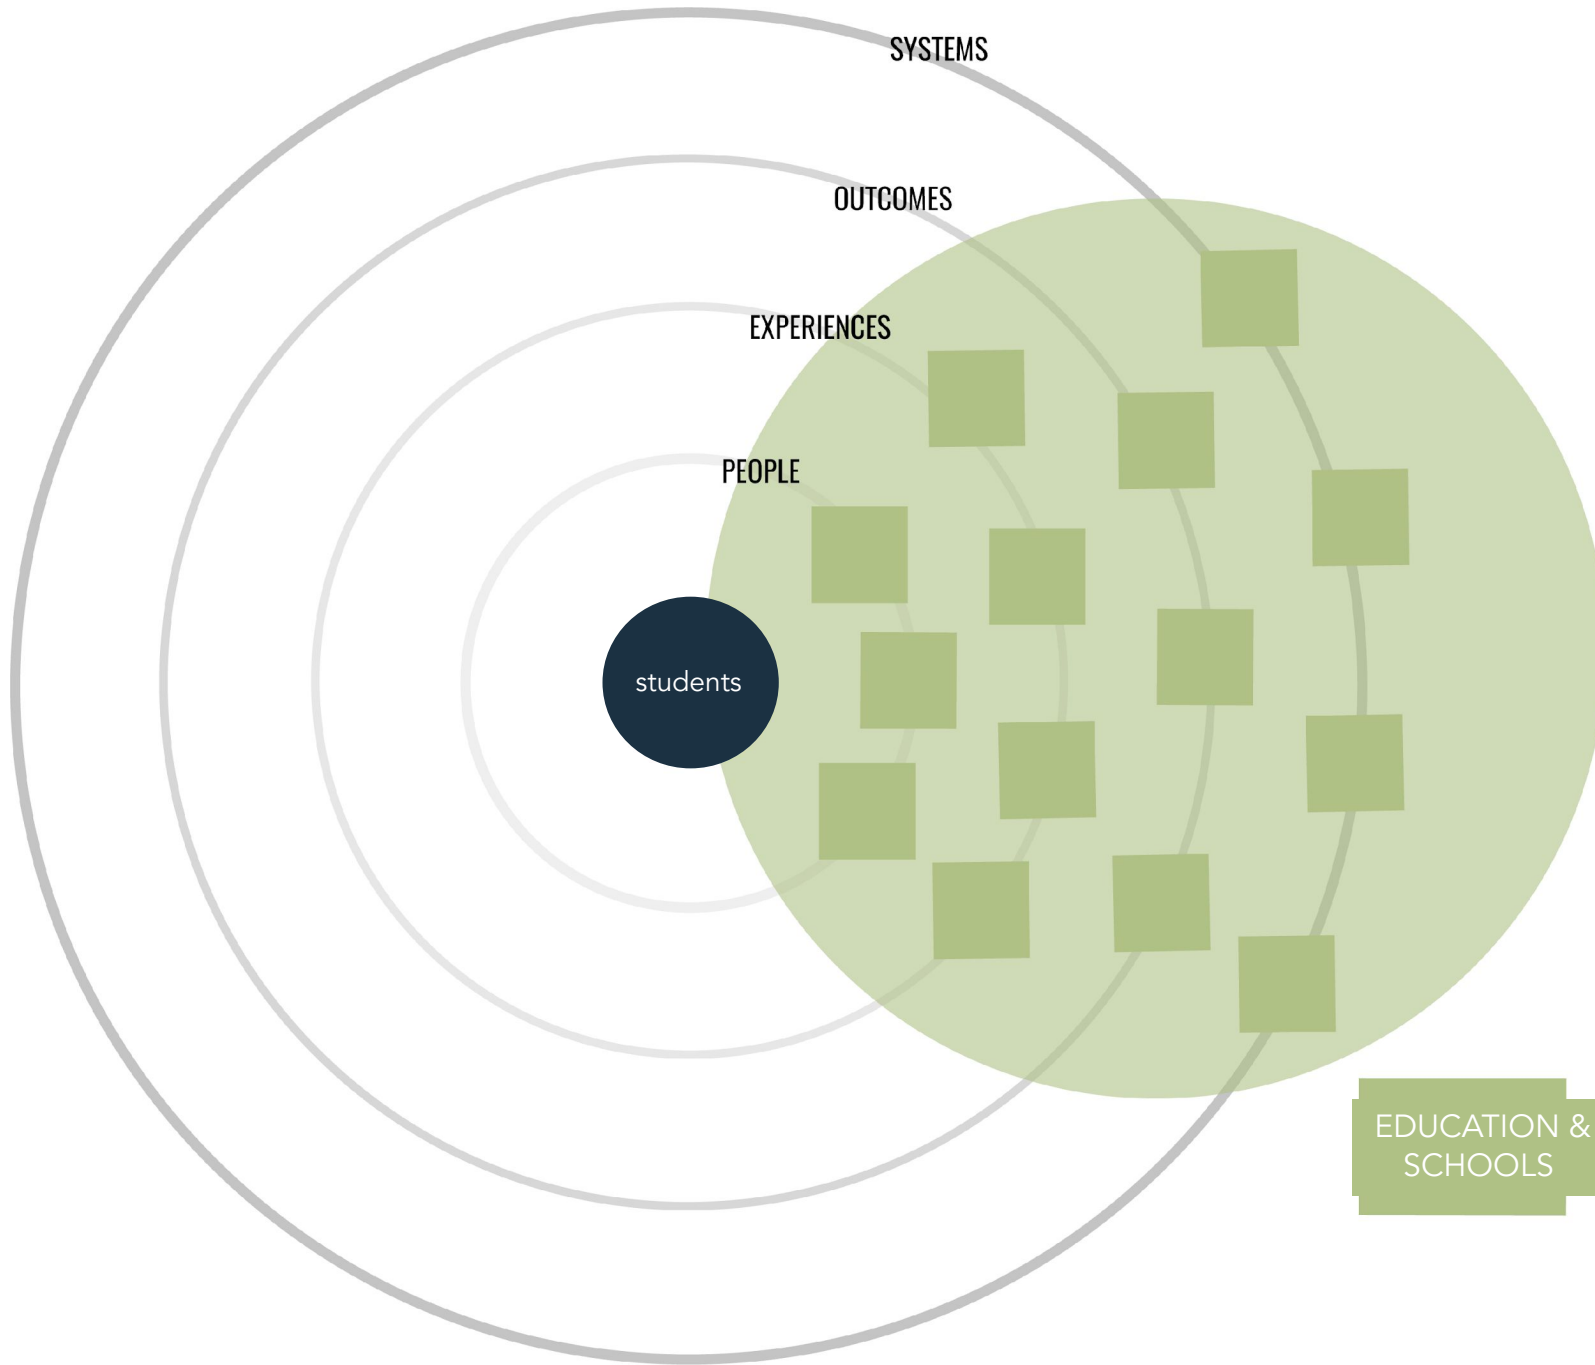 SYSTEMS
OUTCOMES
EXPERIENCES
PEOPLE
students
EDUCATION &
SCHOOLS